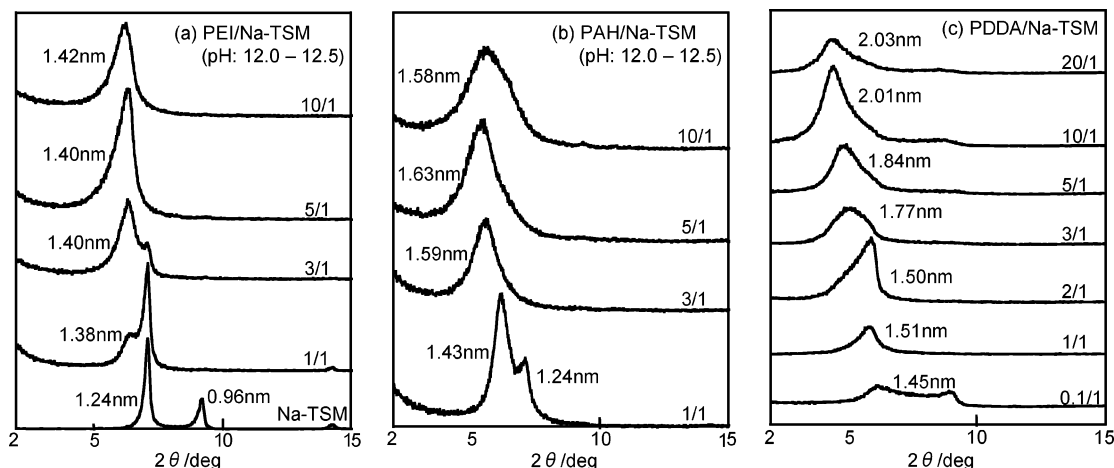 (a) PEI/Na-TSM
(pH: 12.0 – 12.5)
1.42nm
10/1
1.40nm
5/1
1.40nm
3/1
1.38nm
1/1
1.24nm
0.96nm
Na-TSM
2 5 10 15
2 θ /deg
(b) PAH/Na-TSM
(pH: 12.0 – 12.5)
1.58nm
10/1
1.63nm
5/1
1.59nm
3/1
1.43nm
1.24nm
1/1
2 5 10 15
2 θ /deg
(c) PDDA/Na-TSM
2.03nm
20/1
2.01nm
10/1
1.84nm
5/1
1.77nm
3/1
1.50nm
2/1
1.51nm
1/1
1.45nm
0.1/1
2 5 10 15
2 θ /deg